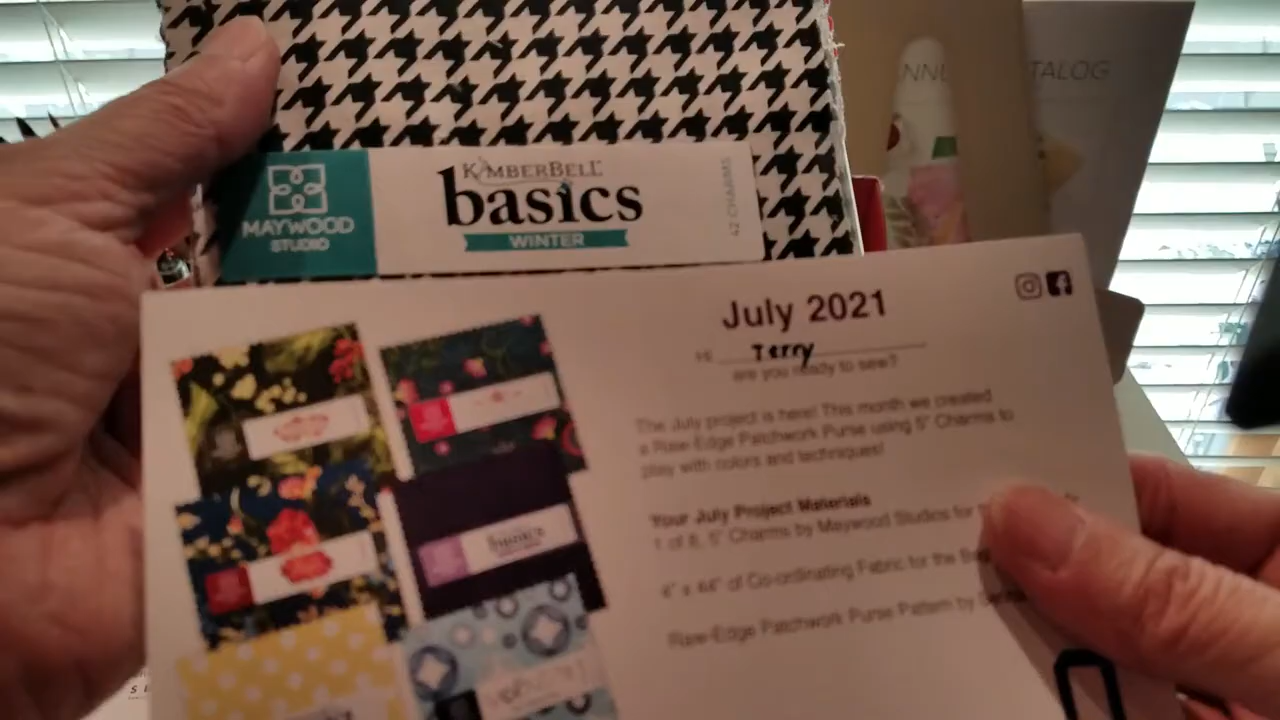 TALOG
KIMBERBELL
basics
WINTER
MAYWOOD
STUDIO
42 CHARMS
July 2021
Hi Terry
are you ready to sew?
The July project is here! This month we created
a Raw-Edge Patchwork Purse using 5" Charms to
play with colors and techniques!
Your July Project Materials
1 of 8, 5" Charms by Maywood Studios for
4" x 44" of Co-ordinating Fabric for the
Raw-Edge Patchwork Purse Pattern by
basics